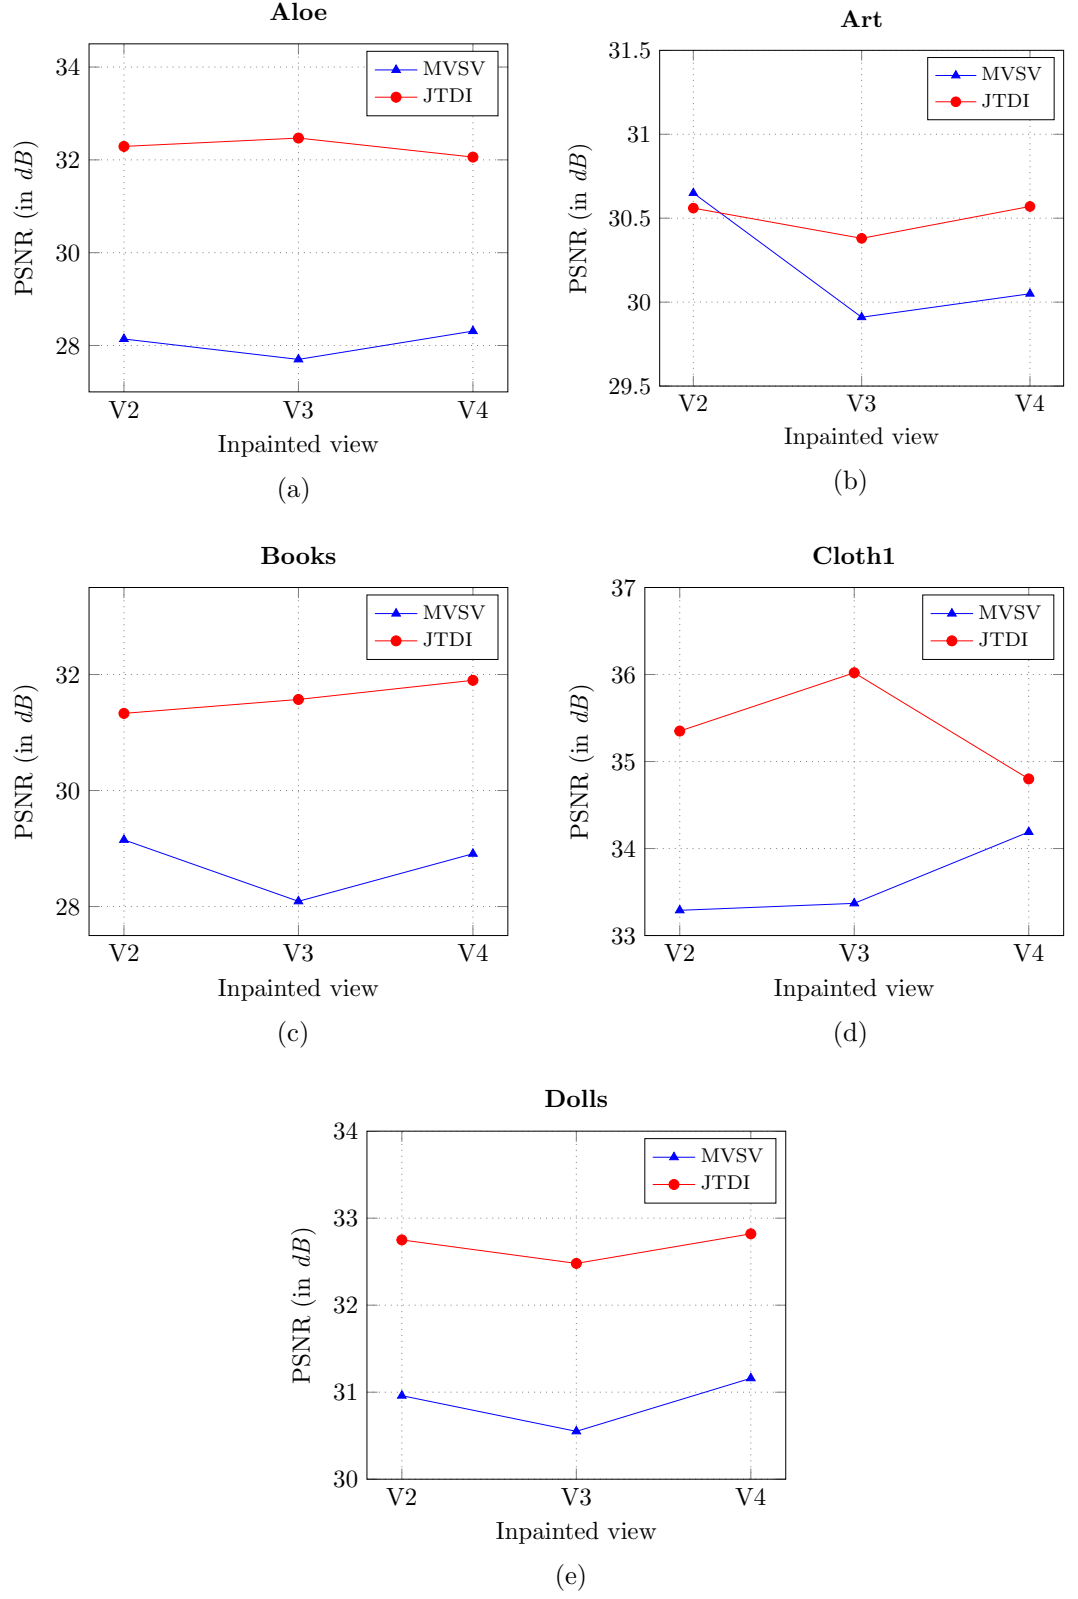 Aloe
34
32
30
28
PSNR (in dB)
MVSV
JTDI
V2 V3 V4
Inpainted view
(a)
Art
31.5
31
30.5
30
29.5
PSNR (in dB)
MVSV
JTDI
V2 V3 V4
Inpainted view
(b)
Books
32
30
28
PSNR (in dB)
MVSV
JTDI
V2 V3 V4
Inpainted view
(c)
Cloth1
37
36
35
34
33
PSNR (in dB)
MVSV
JTDI
V2 V3 V4
Inpainted view
(d)
Dolls
34
33
32
31
30
PSNR (in dB)
MVSV
JTDI
V2 V3 V4
Inpainted view
(e)